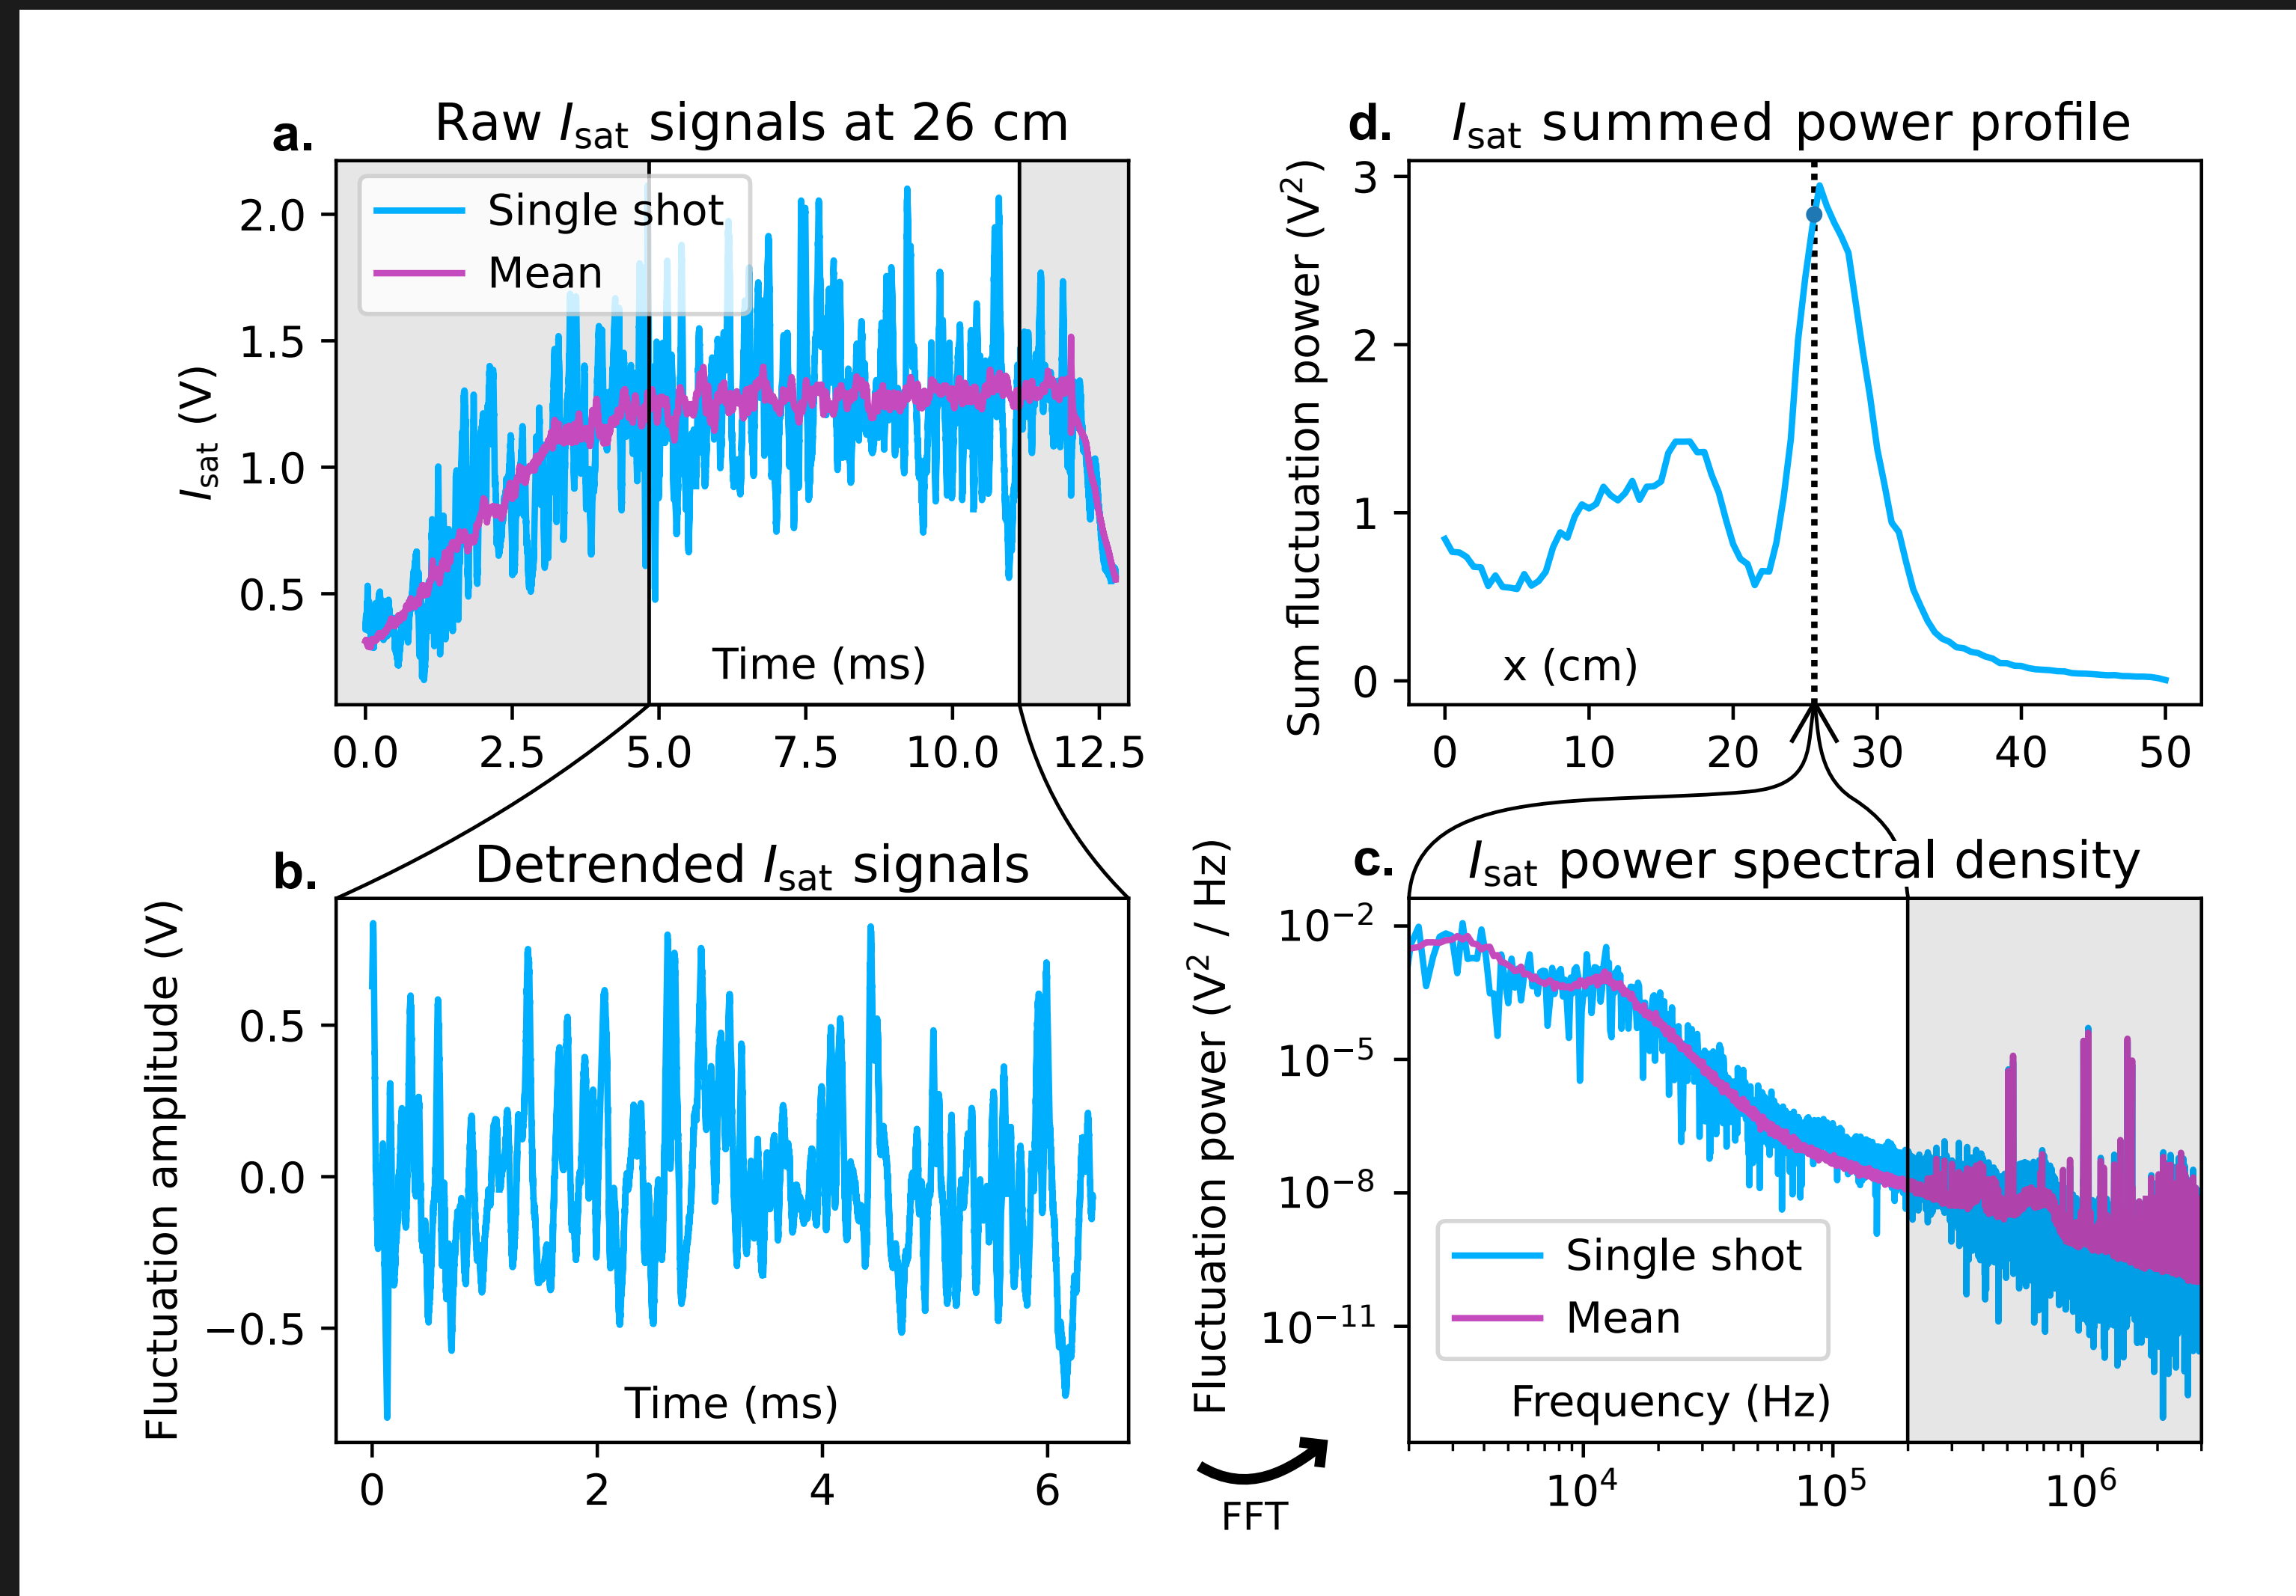 a.
Raw Isat signals at 26 cm
Single shot
Mean
Isat (V)
2.0
1.5
1.0
0.5
Time (ms)
0.0 2.5 5.0 7.5 10.0 12.5
d.
Isat summed power profile
Sum fluctuation power (V²)
3
2
1
0
x (cm)
0 10 20 30 40 50
b.
Detrended Isat signals
Fluctuation amplitude (V)
0.5
0.0
−0.5
Time (ms)
0 2 4 6
FFT
c.
Isat power spectral density
Fluctuation power (V² / Hz)
10⁻²
10⁻⁵
10⁻⁸
10⁻¹¹
Single shot
Mean
Frequency (Hz)
10⁴ 10⁵ 10⁶